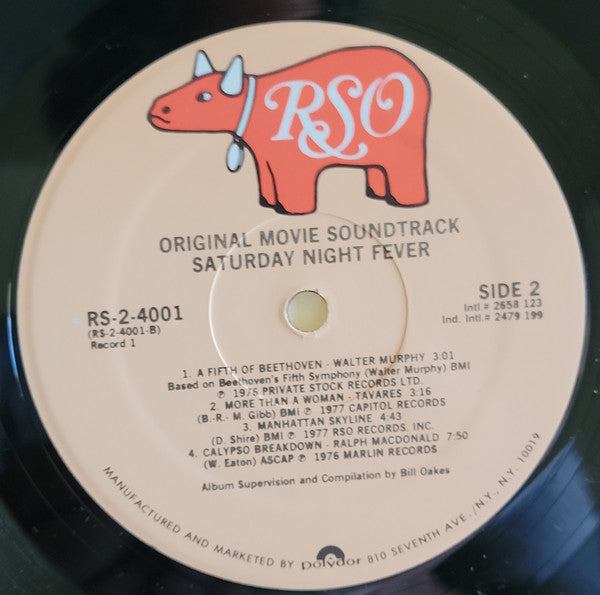 RSO
ORIGINAL MOVIE SOUNDTRACK
SATURDAY NIGHT FEVER
RS-2-4001
(RS-2-4001-B)
Record 1
SIDE 2
Intl.# 2658 123
Ind. Intl.# 2479 199
1. A FIFTH OF BEETHOVEN - WALTER MURPHY 3:01
Based on Beethoven's Fifth Symphony (Walter Murphy) BMI
℗ 1976 PRIVATE STOCK RECORDS LTD.
2. MORE THAN A WOMAN - TAVARES 3:16
(B.-R.- M. Gibb) BMI ℗ 1977 CAPITOL RECORDS
3. MANHATTAN SKYLINE 4:43
(D. Shire) BMI ℗ 1977 RSO RECORDS, INC.
4. CALYPSO BREAKDOWN - RALPH MACDONALD 7:50
(W. Eaton) ASCAP ℗ 1976 MARLIN RECORDS
Album Supervision and Compilation by Bill Oakes
MANUFACTURED AND MARKETED BY polydor 810 SEVENTH AVE./N.Y., N.Y. 10019